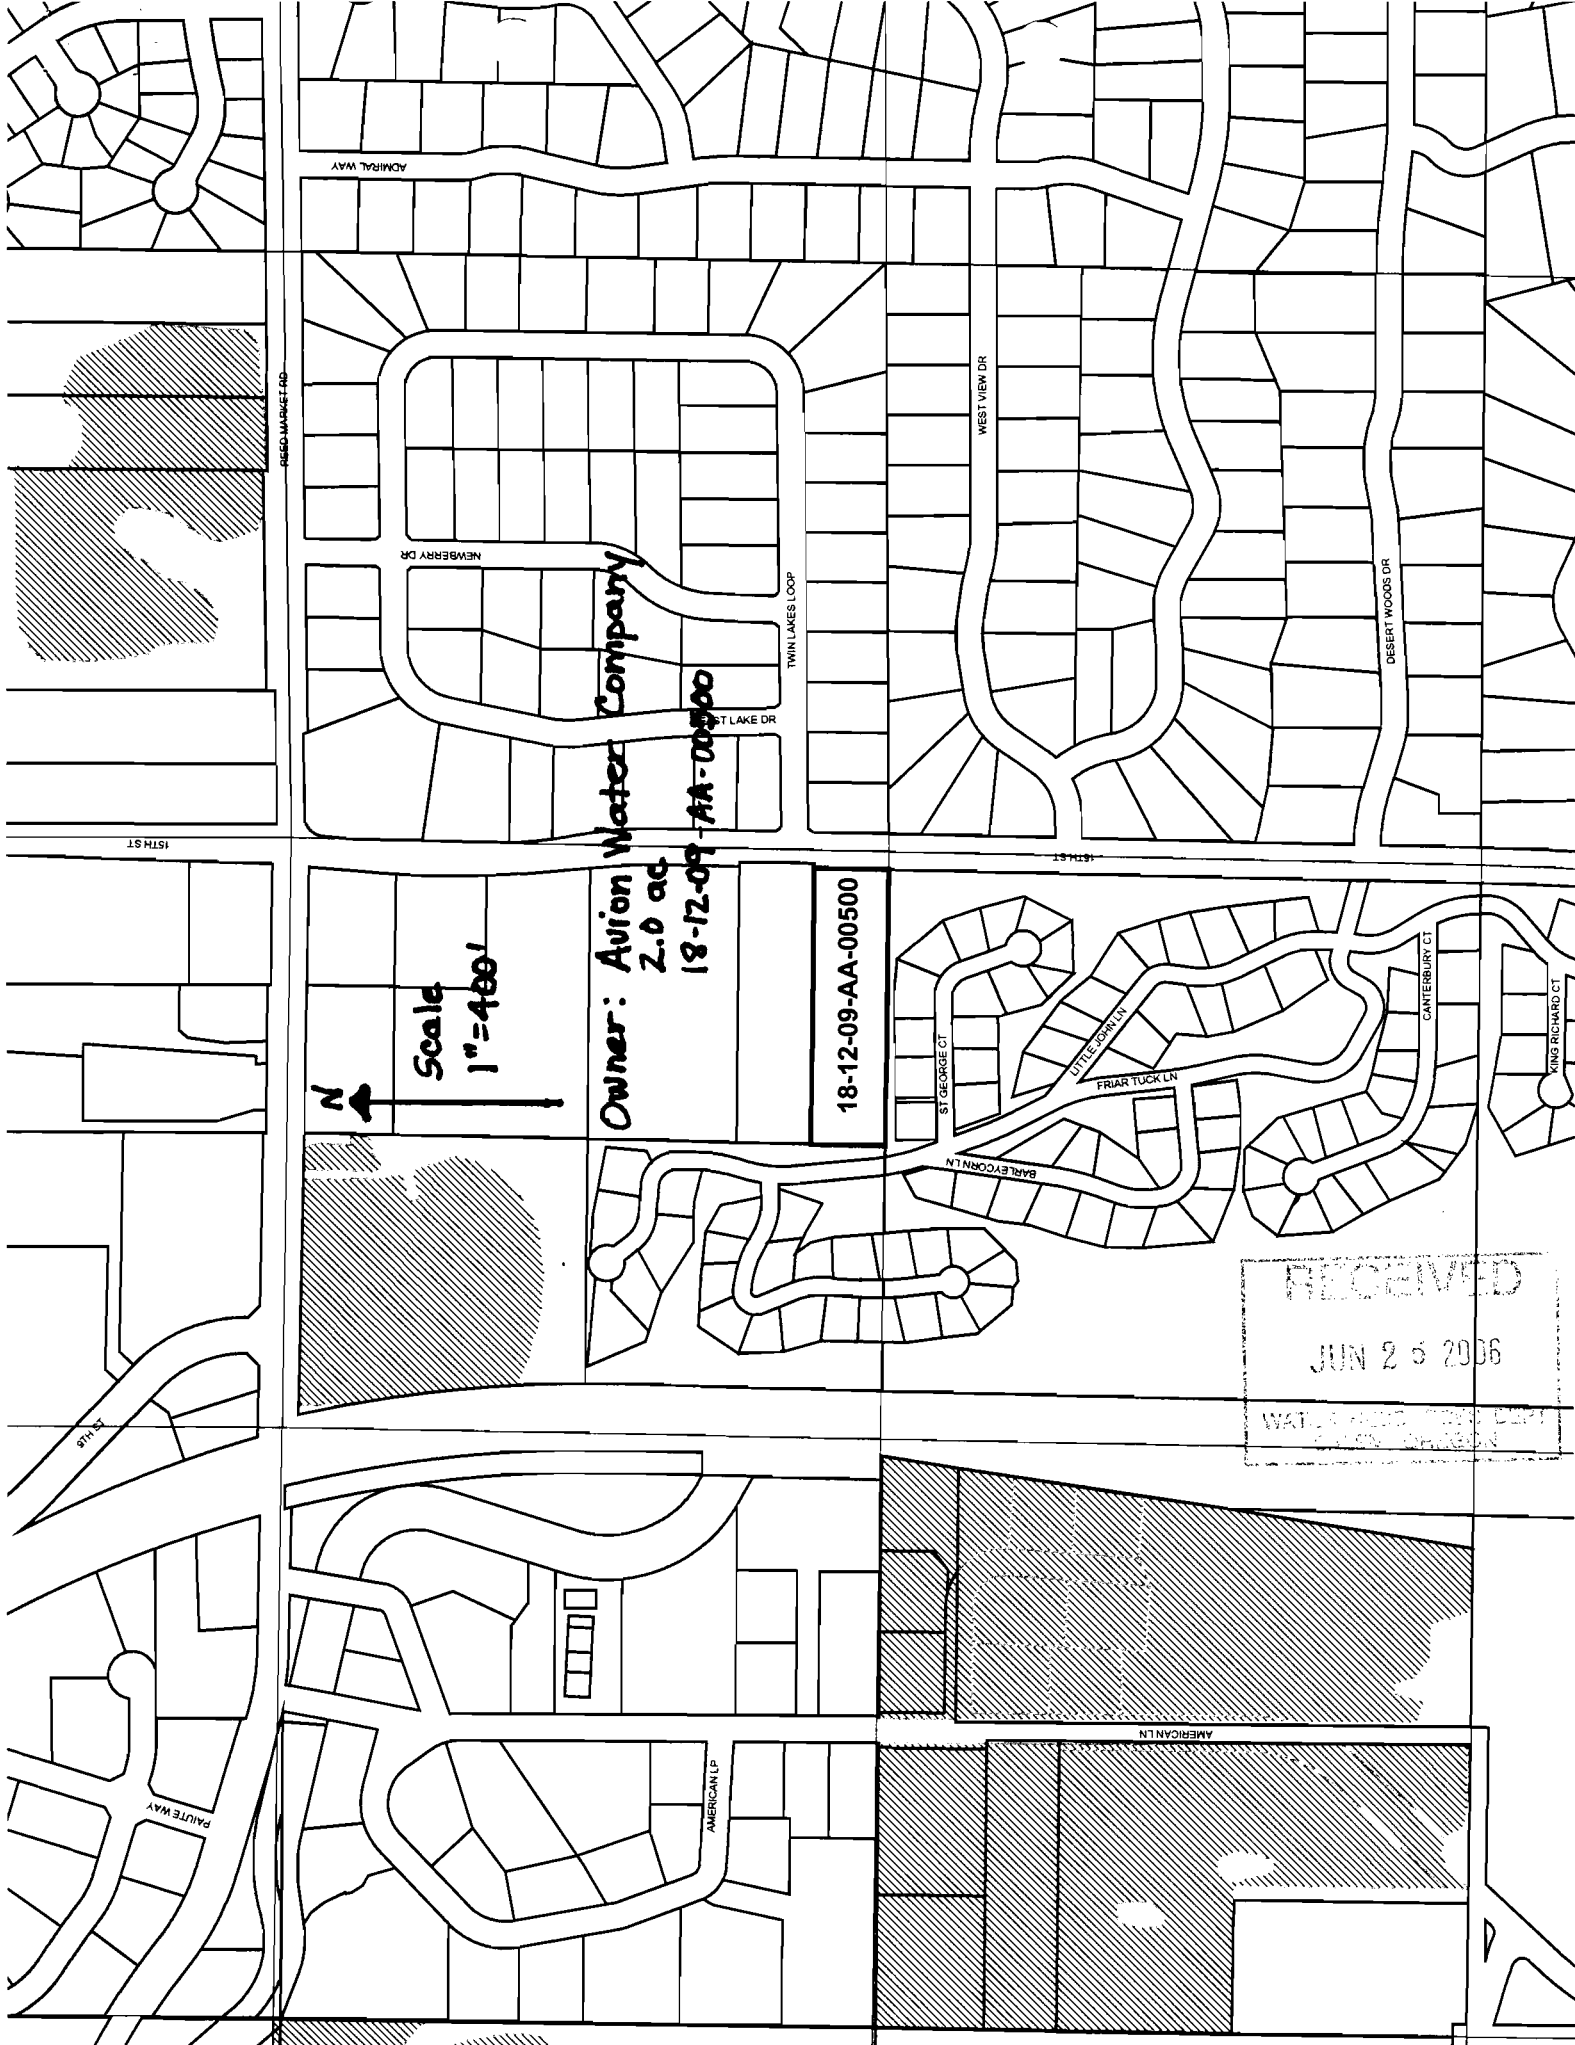 ADMIRAL WAY
REED MARKET RD
WEST VIEW DR
NEWBERRY DR
TWIN LAKES LOOP
DESERT WOODS DR
ST LAKE DR
15TH ST
15TH ST
N
Scale
1"=400'
Owner: Avion Water Company
2.0 ac
18-12-09-AA-00500
18-12-09-AA-00500
ST GEORGE CT
LITTLE JOHN LN
FRIAR TUCK LN
CANTERBURY CT
KING RICHARD CT
BARLEYCORN LN
RECEIVED
JUN 2 2006
WATER DEPT
OREGON
9TH ST
AMERICAN LN
AMERICAN LP
PAIUTE WAY